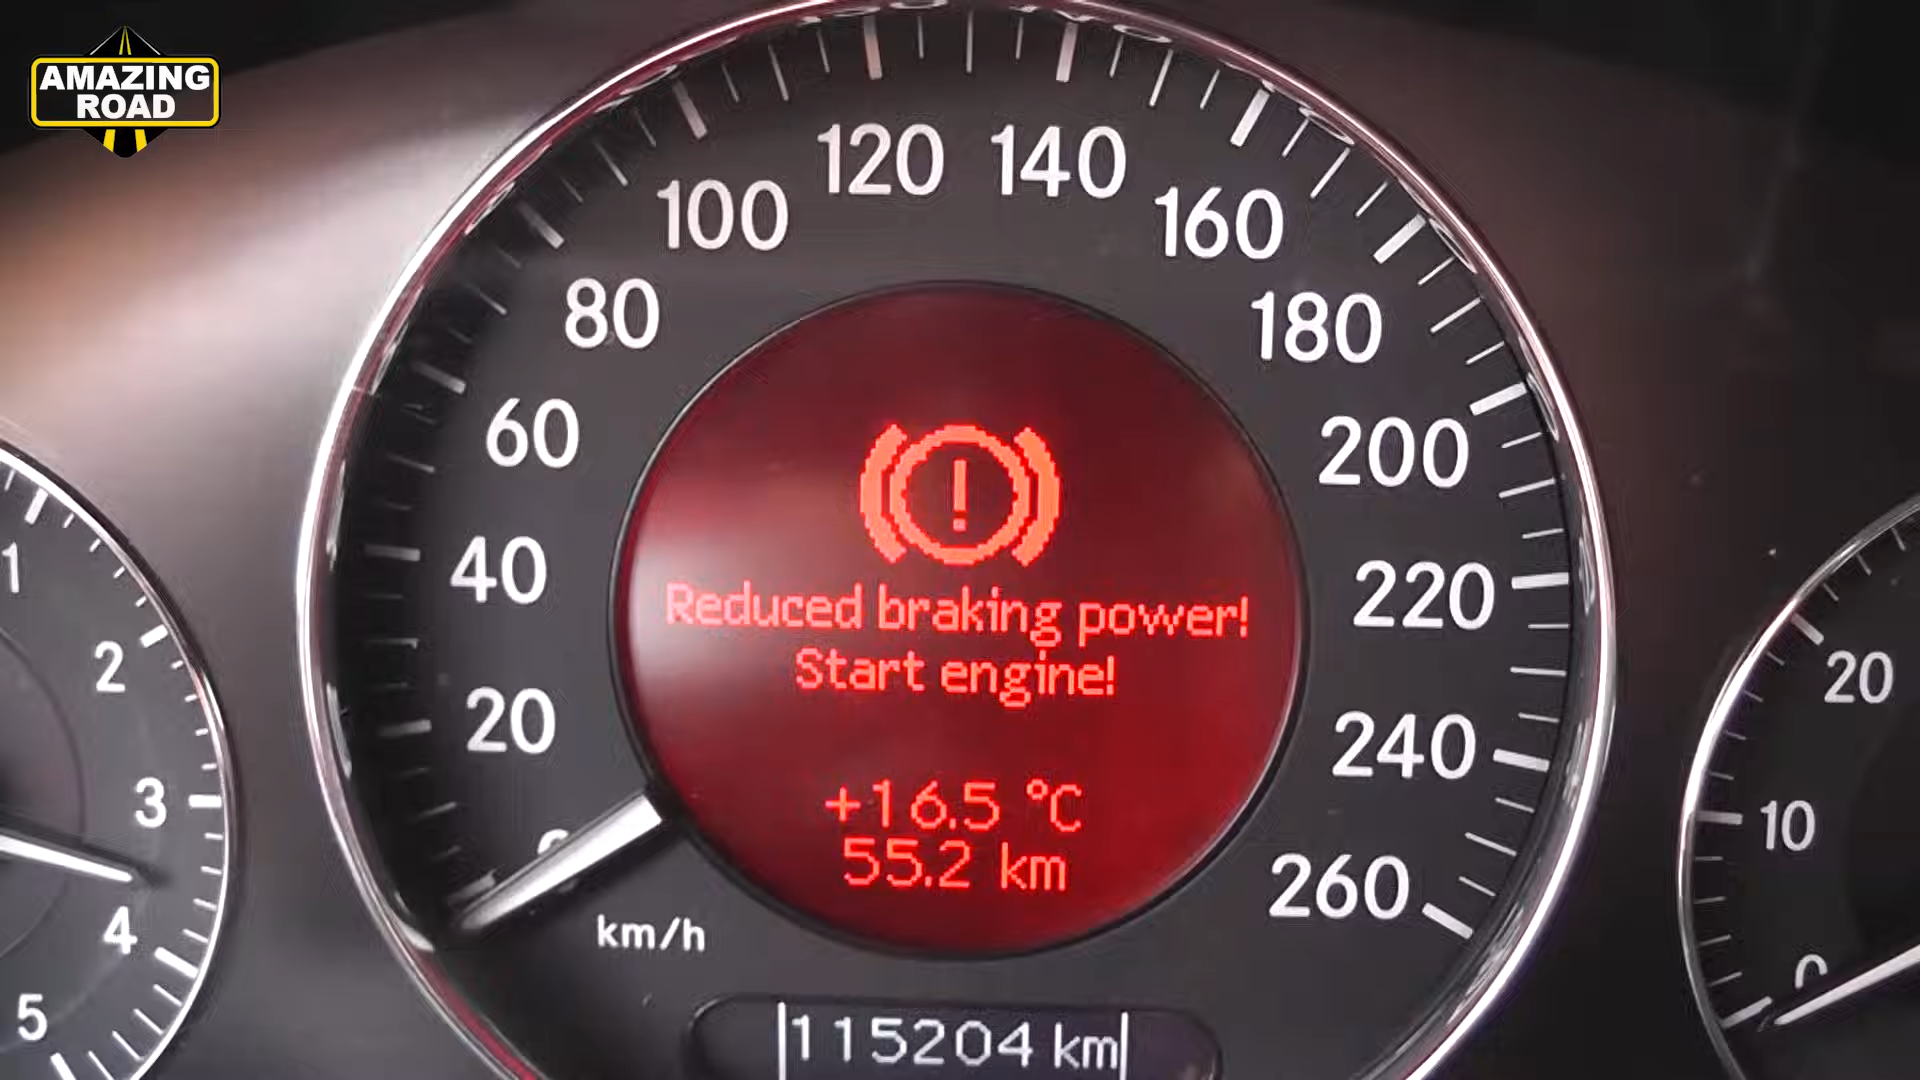 AMAZING
ROAD
120 140
100 160
80 180
60 200
40 220
20 240
0 260
km/h
Reduced braking power!
Start engine!
+16.5 °C
55.2 km
115204 km
1
2
3
4
5
20
10
0